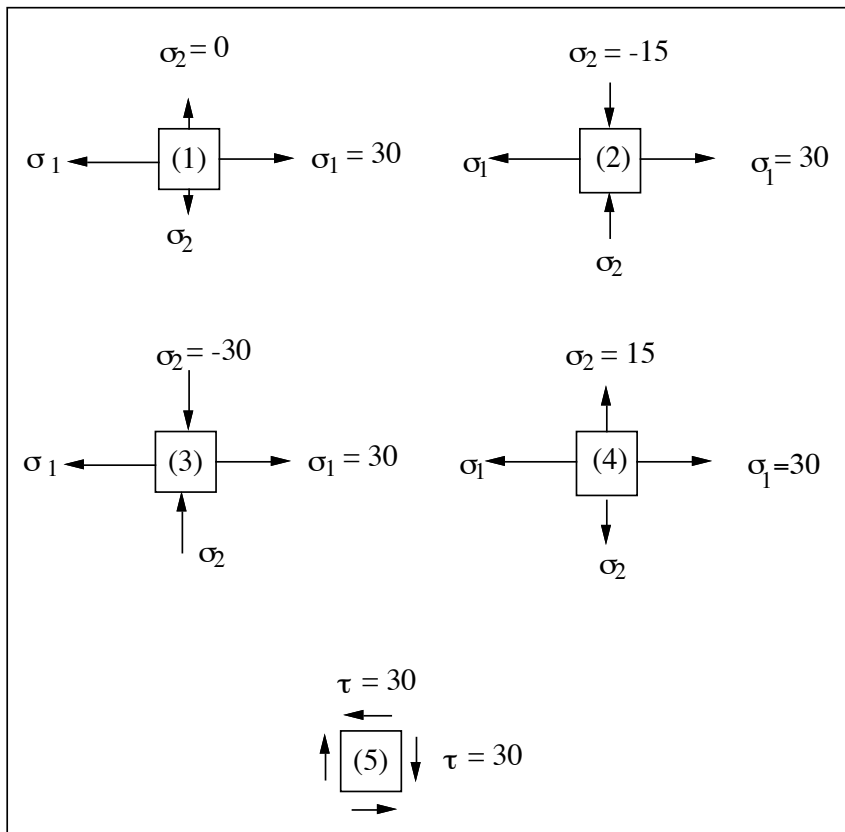 σ2 = 0
σ1 (1) σ1 = 30
σ2
σ2 = -15
σ1 (2) σ1 = 30
σ2
σ2 = -30
σ1 (3) σ1 = 30
σ2
σ2 = 15
σ1 (4) σ1=30
σ2
τ = 30
(5) τ = 30